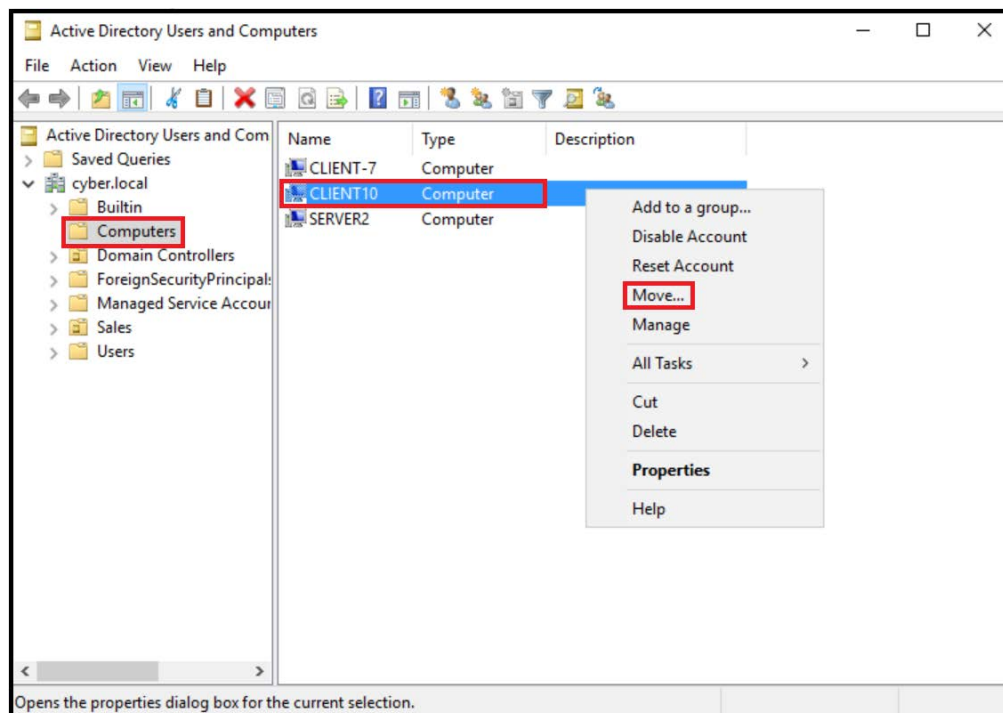 Active Directory Users and Computers
File Action View Help
Active Directory Users and Com
Saved Queries
cyber.local
Builtin
Computers
Domain Controllers
ForeignSecurityPrincipal:
Managed Service Accour
Sales
Users
Name Type Description
CLIENT-7 Computer
CLIENT10 Computer
SERVER2 Computer
Add to a group...
Disable Account
Reset Account
Move...
Manage
All Tasks
Cut
Delete
Properties
Help
Opens the properties dialog box for the current selection.